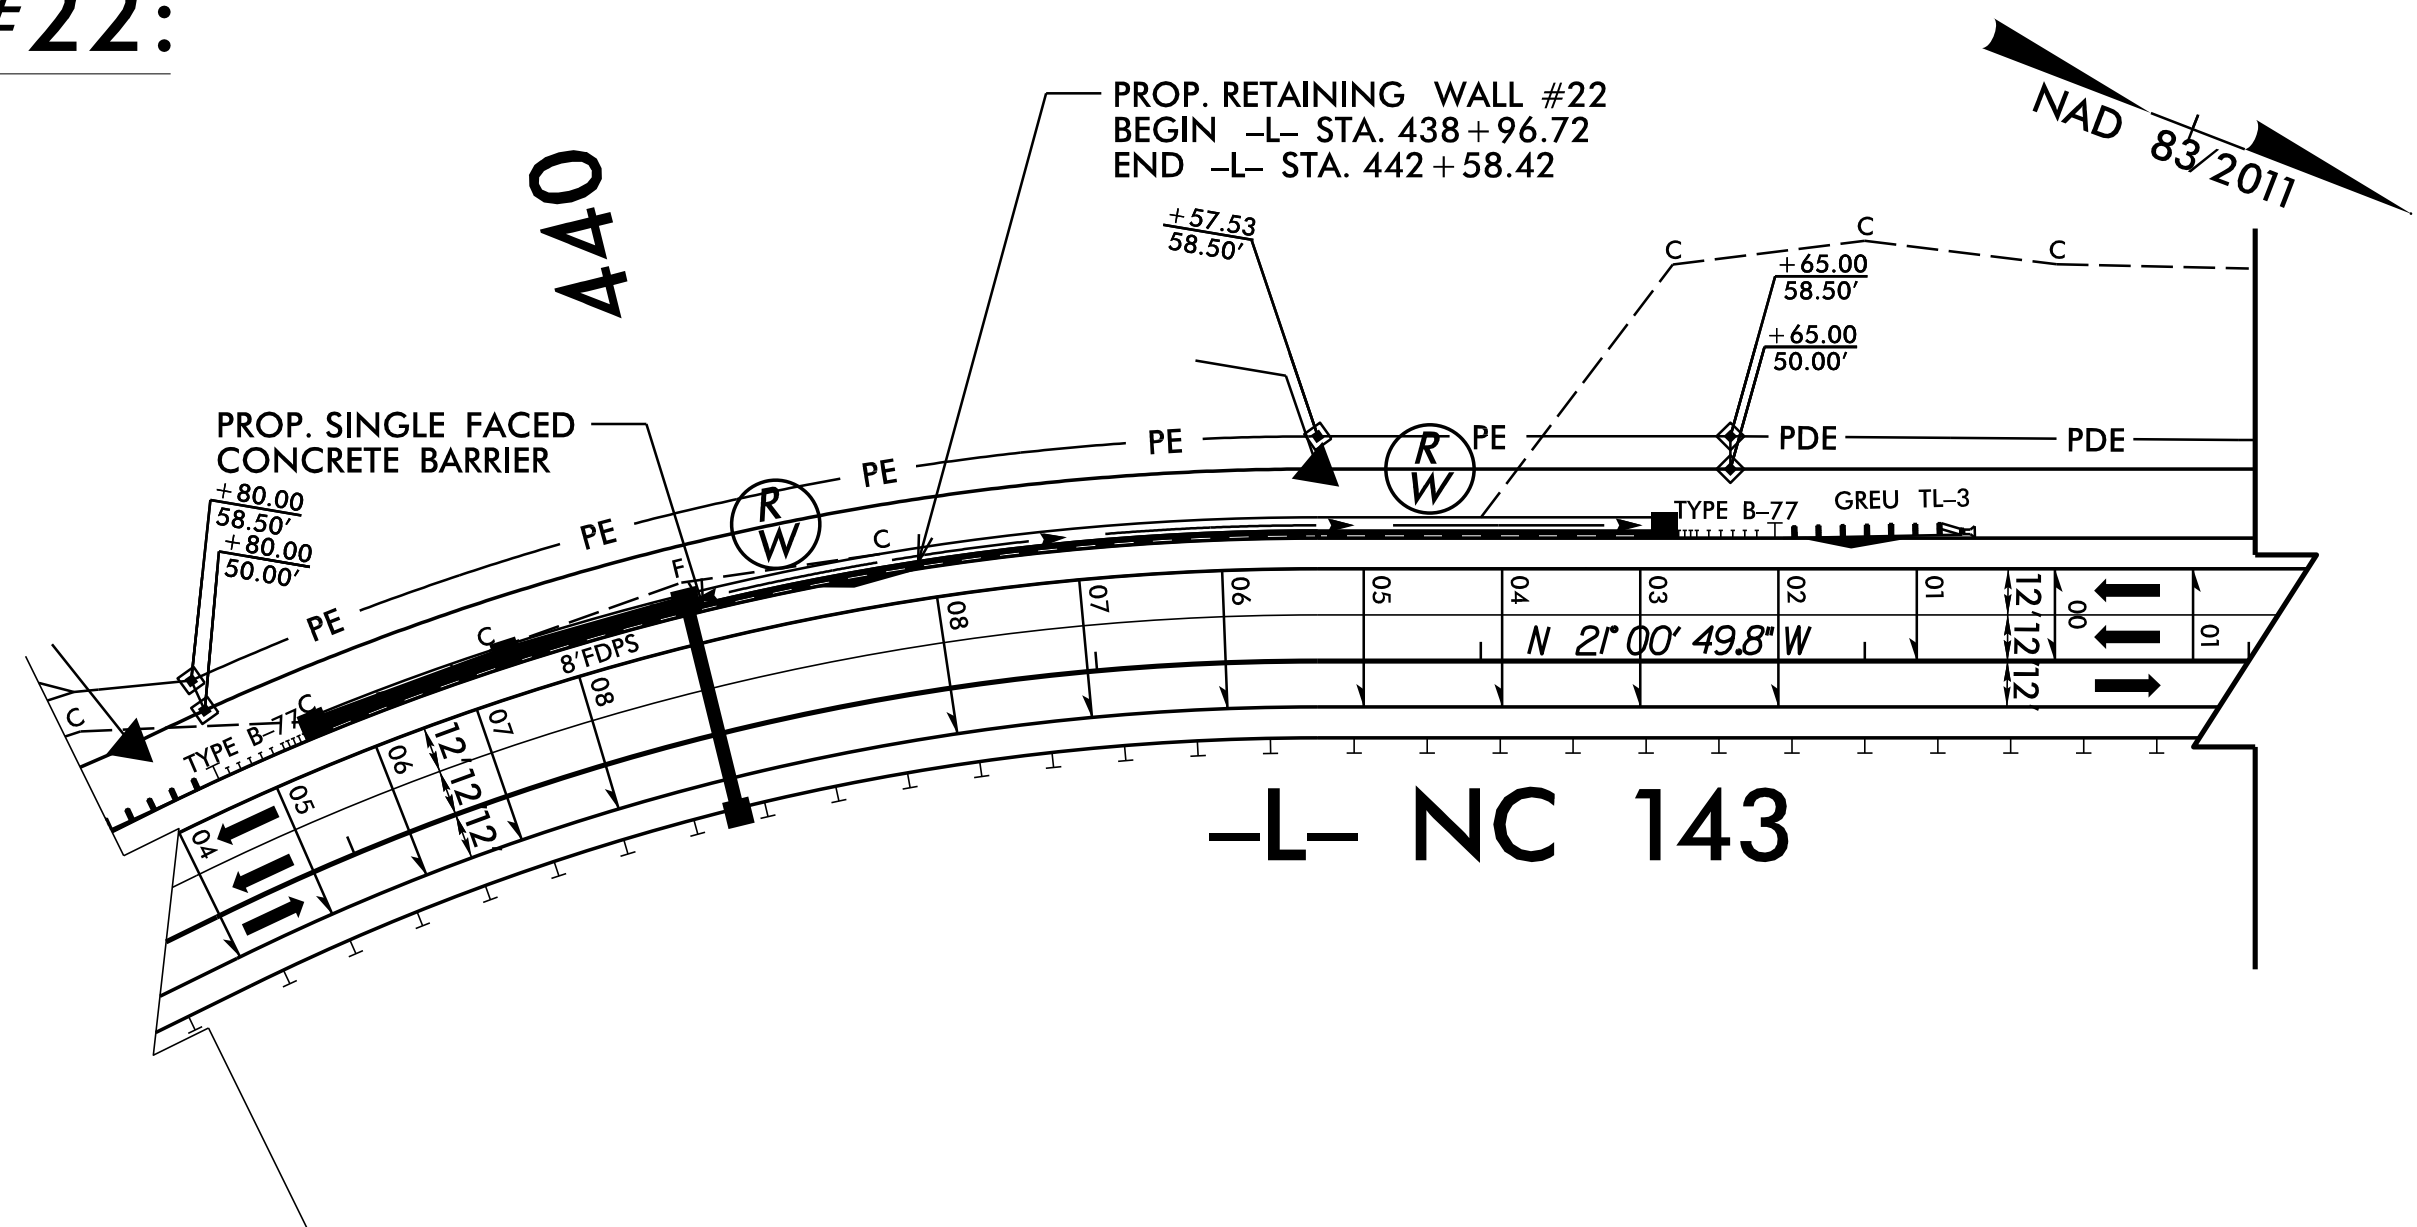 #22:
PROP. RETAINING WALL #22
BEGIN –L– STA. 438+96.72
END –L– STA. 442+58.42
NAD 83/2011
440
+57.53
58.50'
C
C
C
+65.00
58.50'
+65.00
50.00'
PROP. SINGLE FACED
CONCRETE BARRIER
+80.00
58.50'
+80.00
50.00'
PE
PE
PE
PE
PE
PDE
PDE
R
W
R
W
C
F
C
C
C
TYPE B–77
GREU TL–3
TYPE B–77
8'FDPS
04
05
06
07
08
08
07
06
05
04
03
02
01
00
01
12'
12'
12'
12'
12'
12'
N 21°00' 49.8" W
–L– NC 143